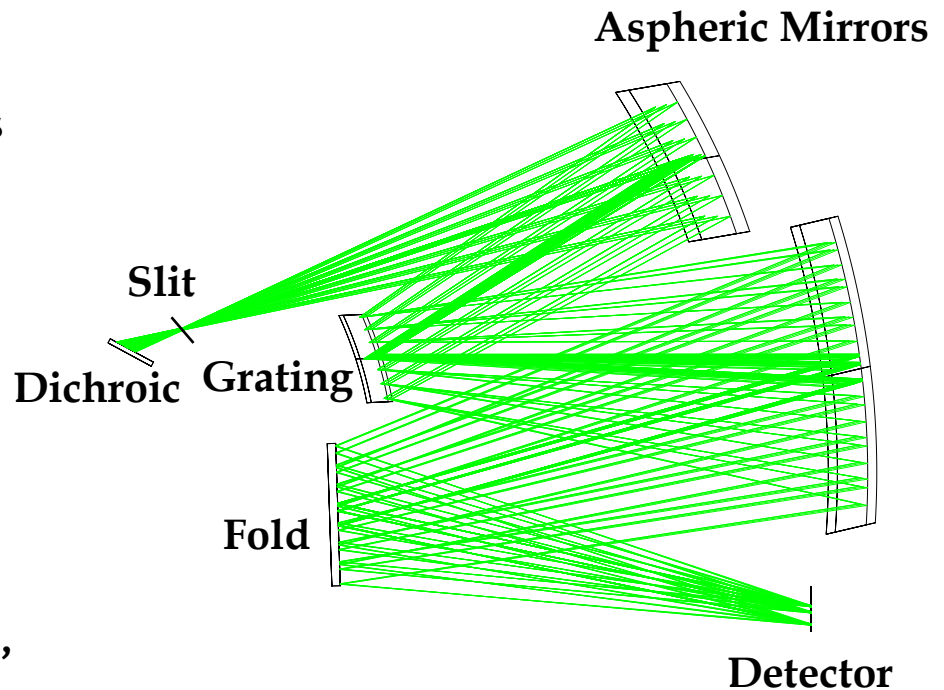 Aspheric Mirrors
s
Slit
Dichroic
Grating
Fold
,
Detector